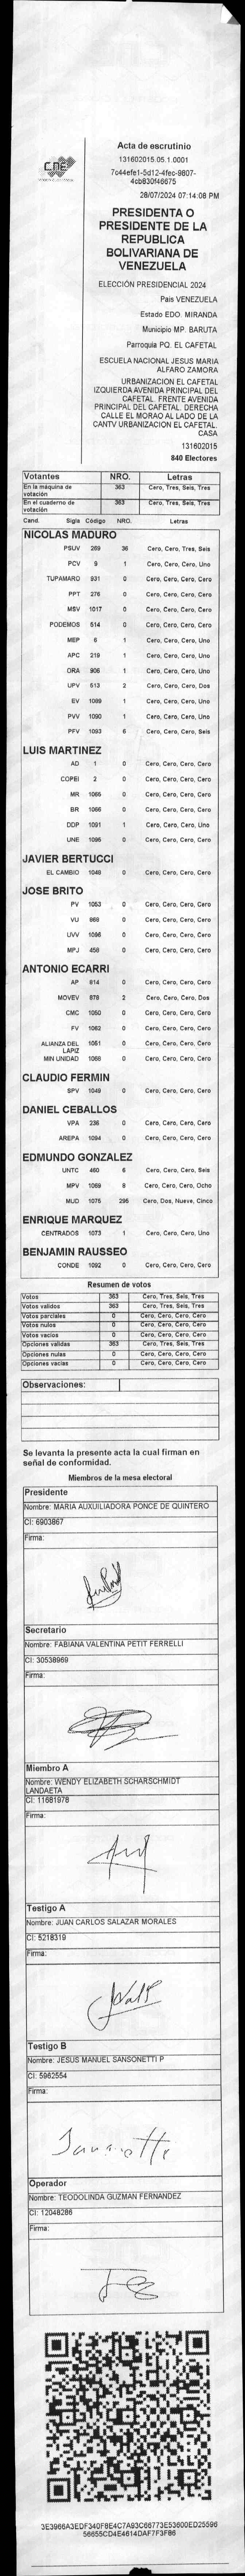 Acta de escrutinio
131602015.05.1.0001
7c44efe1-5d12-4fec-9807-
4cb830f46675
28/07/2024 07:14:08 PM
PRESIDENTA O
PRESIDENTE DE LA
REPUBLICA
BOLIVARIANA DE
VENEZUELA
CNE
ELECCIÓN PRESIDENCIAL 2024
País VENEZUELA
Estado EDO. MIRANDA
Municipio MP. BARUTA
Parroquia PQ. EL CAFETAL
ESCUELA NACIONAL JESUS MARIA
ALFARO ZAMORA
URBANIZACION EL CAFETAL
IZQUIERDA AVENIDA PRINCIPAL DEL
CAFETAL. FRENTE AVENIDA
PRINCIPAL DEL CAFETAL. DERECHA
CALLE EL MORAO AL LADO DE LA
CANTV URBANIZACION EL CAFETAL.
CASA
131602015
840 Electores
Votantes NRO. Letras
En la máquina de votación 363 Cero, Tres, Seis, Tres
En el cuaderno de votación 363 Cero, Tres, Seis, Tres
Cand. Sigla Código NRO. Letras
NICOLAS MADURO
PSUV 269 36 Cero, Cero, Tres, Seis
PCV 9 1 Cero, Cero, Cero, Uno
TUPAMARO 931 0 Cero, Cero, Cero, Cero
PPT 276 0 Cero, Cero, Cero, Cero
MSV 1017 0 Cero, Cero, Cero, Cero
PODEMOS 514 0 Cero, Cero, Cero, Cero
MEP 6 1 Cero, Cero, Cero, Uno
APC 219 1 Cero, Cero, Cero, Uno
ORA 906 1 Cero, Cero, Cero, Uno
UPV 513 2 Cero, Cero, Cero, Dos
EV 1089 1 Cero, Cero, Cero, Uno
PVV 1090 1 Cero, Cero, Cero, Uno
PFV 1093 6 Cero, Cero, Cero, Seis
LUIS MARTINEZ
AD 1 0 Cero, Cero, Cero, Cero
COPEI 2 0 Cero, Cero, Cero, Cero
MR 1065 0 Cero, Cero, Cero, Cero
BR 1066 0 Cero, Cero, Cero, Cero
DDP 1091 1 Cero, Cero, Cero, Uno
UNE 1095 0 Cero, Cero, Cero, Cero
JAVIER BERTUCCI
EL CAMBIO 1048 0 Cero, Cero, Cero, Cero
JOSE BRITO
PV 1053 0 Cero, Cero, Cero, Cero
VU 868 0 Cero, Cero, Cero, Cero
UVV 1096 0 Cero, Cero, Cero, Cero
MPJ 458 0 Cero, Cero, Cero, Cero
ANTONIO ECARRI
AP 814 0 Cero, Cero, Cero, Cero
MOVEV 878 2 Cero, Cero, Cero, Dos
CMC 1050 0 Cero, Cero, Cero, Cero
FV 1062 0 Cero, Cero, Cero, Cero
ALIANZA DEL LAPIZ 1051 0 Cero, Cero, Cero, Cero
MIN UNIDAD 1068 0 Cero, Cero, Cero, Cero
CLAUDIO FERMIN
SPV 1049 0 Cero, Cero, Cero, Cero
DANIEL CEBALLOS
VPA 236 0 Cero, Cero, Cero, Cero
AREPA 1094 0 Cero, Cero, Cero, Cero
EDMUNDO GONZALEZ
UNTC 460 6 Cero, Cero, Cero, Seis
MPV 1069 8 Cero, Cero, Cero, Ocho
MUD 1075 295 Cero, Dos, Nueve, Cinco
ENRIQUE MARQUEZ
CENTRADOS 1073 1 Cero, Cero, Cero, Uno
BENJAMIN RAUSSEO
CONDE 1092 0 Cero, Cero, Cero, Cero
Resumen de votos
Votos 363 Cero, Tres, Seis, Tres
Votos validos 363 Cero, Tres, Seis, Tres
Votos parciales 0 Cero, Cero, Cero, Cero
Votos nulos 0 Cero, Cero, Cero, Cero
Votos vacios 0 Cero, Cero, Cero, Cero
Opciones validas 363 Cero, Tres, Seis, Tres
Opciones nulas 0 Cero, Cero, Cero, Cero
Opciones vacias 0 Cero, Cero, Cero, Cero
Observaciones:
Se levanta la presente acta la cual firman en
señal de conformidad.
Miembros de la mesa electoral
Presidente
Nombre: MARIA AUXUILIADORA PONCE DE QUINTERO
CI: 6903867
Firma:
Secretario
Nombre: FABIANA VALENTINA PETIT FERRELLI
CI: 30538969
Firma:
Miembro A
Nombre: WENDY ELIZABETH SCHARSCHMIDT
LANDAETA
CI: 11681978
Firma:
Testigo A
Nombre: JUAN CARLOS SALAZAR MORALES
CI: 5218319
Firma:
Testigo B
Nombre: JESUS MANUEL SANSONETTI P
CI: 5962554
Firma:
Operador
Nombre: TEODOLINDA GUZMAN FERNANDEZ
CI: 12048286
Firma:
3E3966A3EDF340F8E4C7A93C66773E53600ED25596
56655CD4E4614DAF7F3F86